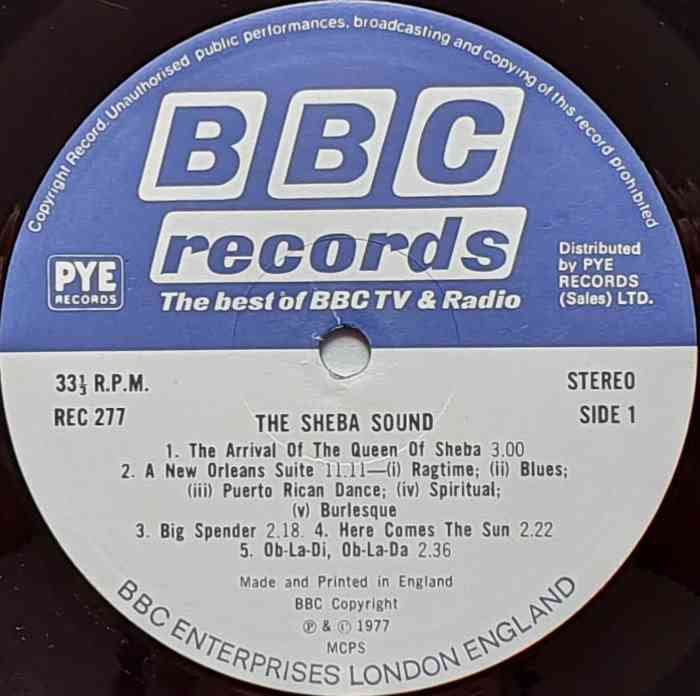 Copyright Record. Unauthorised public performances, broadcasting and copying of this record prohibited
BBC
records
The best of BBC TV & Radio
PYE
RECORDS
Distributed
by PYE
RECORDS
(Sales) LTD.
33⅓ R.P.M.
STEREO
REC 277
SIDE 1
THE SHEBA SOUND
1. The Arrival Of The Queen Of Sheba 3.00
2. A New Orleans Suite 11.11—(i) Ragtime; (ii) Blues;
(iii) Puerto Rican Dance; (iv) Spiritual;
(v) Burlesque
3. Big Spender 2.18. 4. Here Comes The Sun 2.22
5. Ob-La-Di, Ob-La-Da 2.36
Made and Printed in England
BBC Copyright
℗ & © 1977
MCPS
BBC ENTERPRISES LONDON ENGLAND